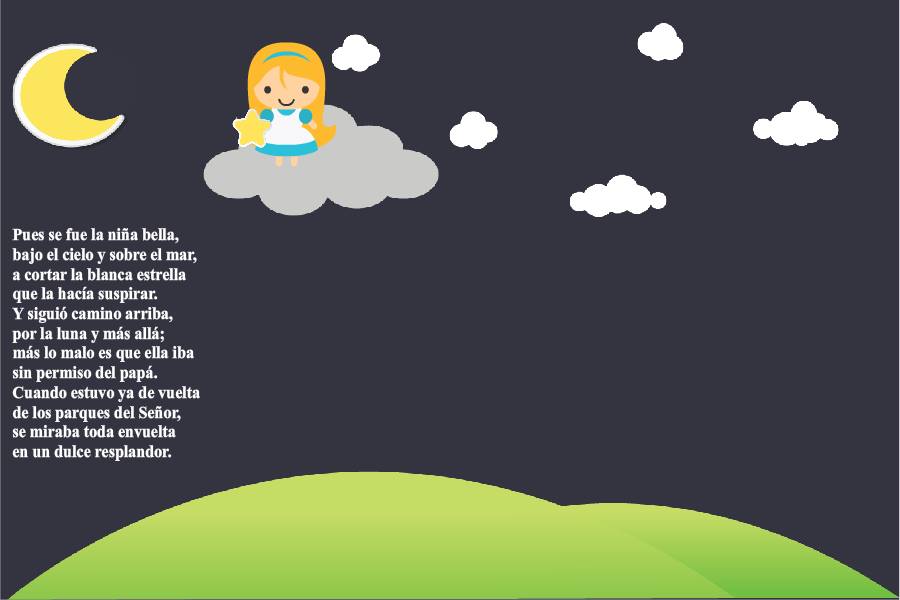 Pues se fue la niña bella,
bajo el cielo y sobre el mar,
a cortar la blanca estrella
que la hacía suspirar.
Y siguió camino arriba,
por la luna y más allá;
más lo malo es que ella iba
sin permiso del papá.
Cuando estuvo ya de vuelta
de los parques del Señor,
se miraba toda envuelta
en un dulce resplandor.